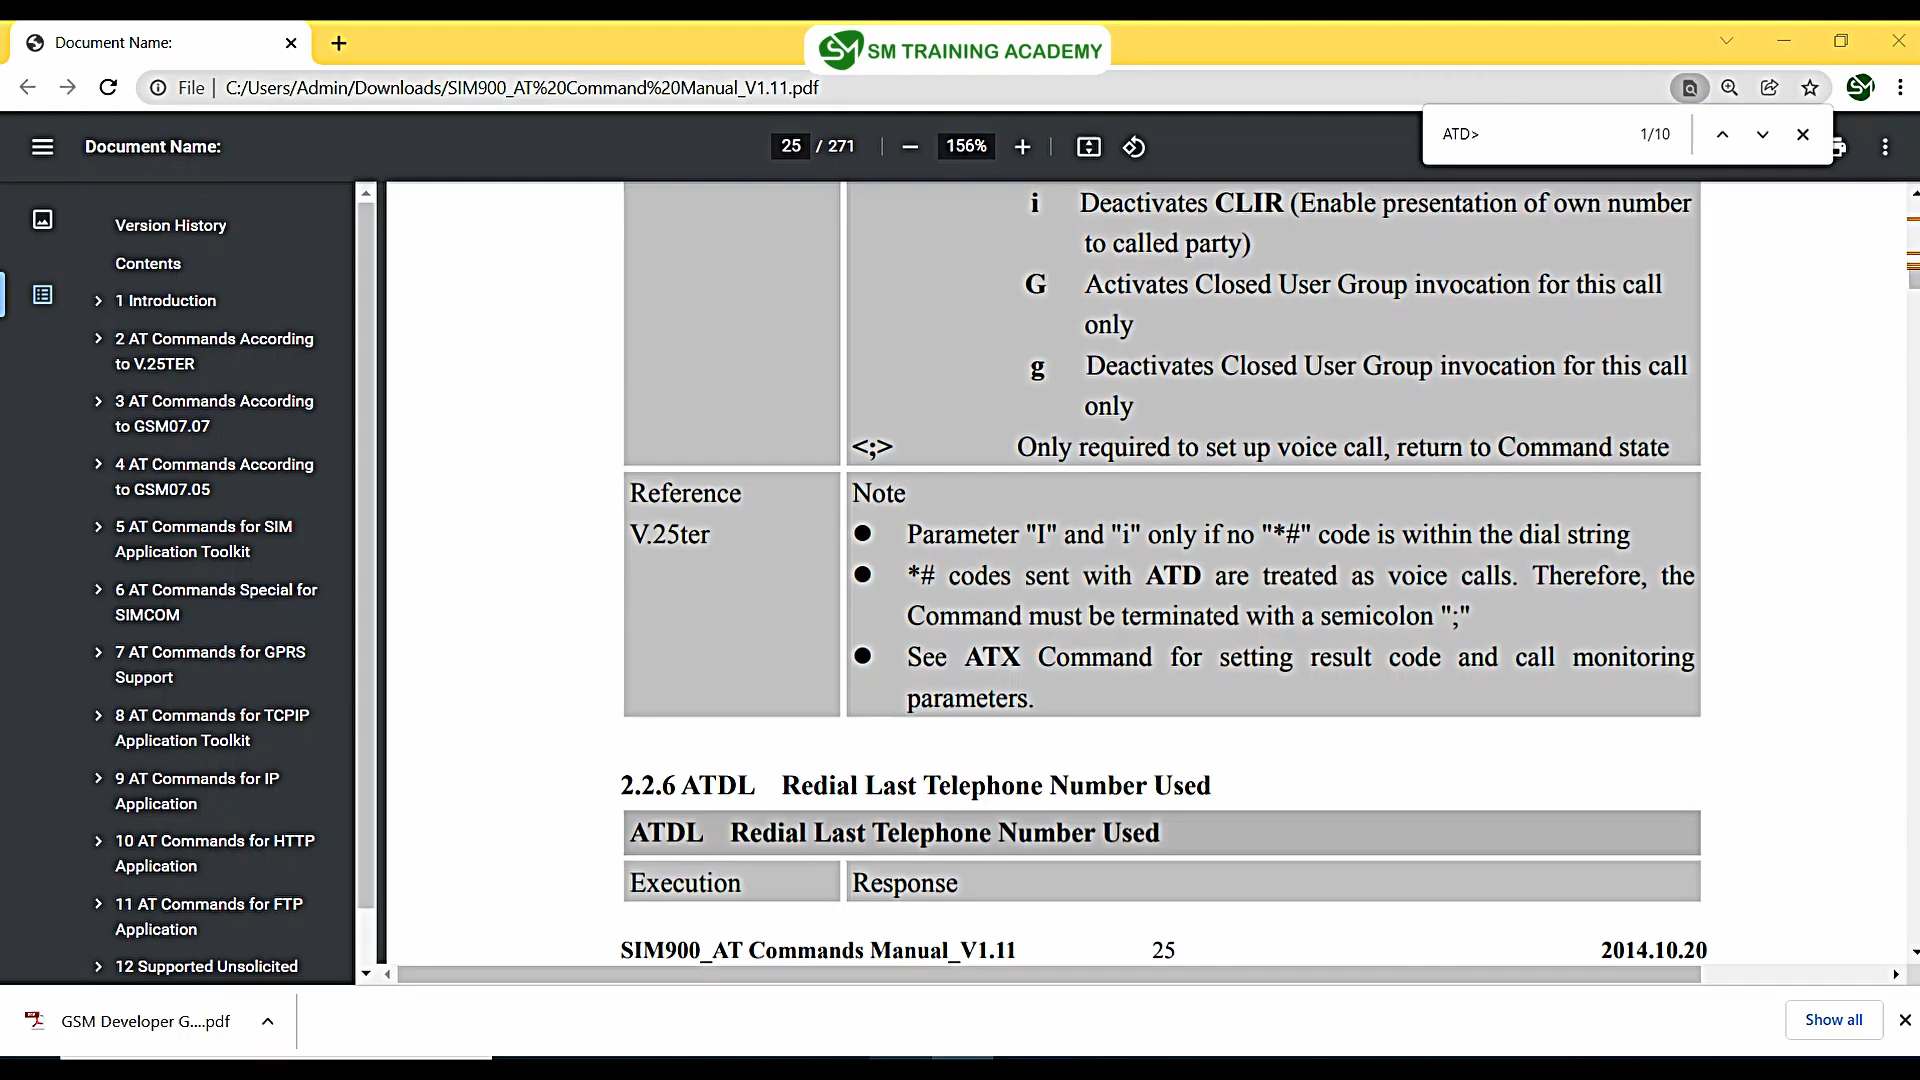 Document Name:
SM TRAINING ACADEMY
File
C:/Users/Admin/Downloads/SIM900_AT%20Command%20Manual_V1.11.pdf
SM
Document Name:
25 / 271
156%
ATD>
1/10
Version History
Contents
1 Introduction
2 AT Commands According
to V.25TER
3 AT Commands According
to GSM07.07
4 AT Commands According
to GSM07.05
5 AT Commands for SIM
Application Toolkit
6 AT Commands Special for
SIMCOM
7 AT Commands for GPRS
Support
8 AT Commands for TCPIP
Application Toolkit
9 AT Commands for IP
Application
10 AT Commands for HTTP
Application
11 AT Commands for FTP
Application
12 Supported Unsolicited
i Deactivates CLIR (Enable presentation of own number
to called party)
G Activates Closed User Group invocation for this call
only
g Deactivates Closed User Group invocation for this call
only
<;> Only required to set up voice call, return to Command state
Reference
V.25ter
Note
● Parameter "I" and "i" only if no "*#" code is within the dial string
● *# codes sent with ATD are treated as voice calls. Therefore, the
Command must be terminated with a semicolon ";"
● See ATX Command for setting result code and call monitoring
parameters.
2.2.6 ATDL Redial Last Telephone Number Used
ATDL Redial Last Telephone Number Used
Execution Response
SIM900_AT Commands Manual_V1.11 25 2014.10.20
GSM Developer G....pdf
Show all